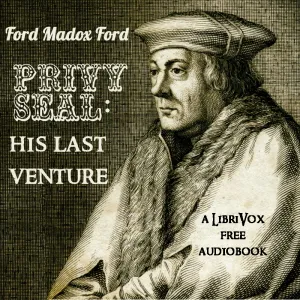 Ford Madox Ford
PRIVY
SEAL:
HIS LAST
VENTURE
A LIBRIVOX
FREE
AUDIOBOOK